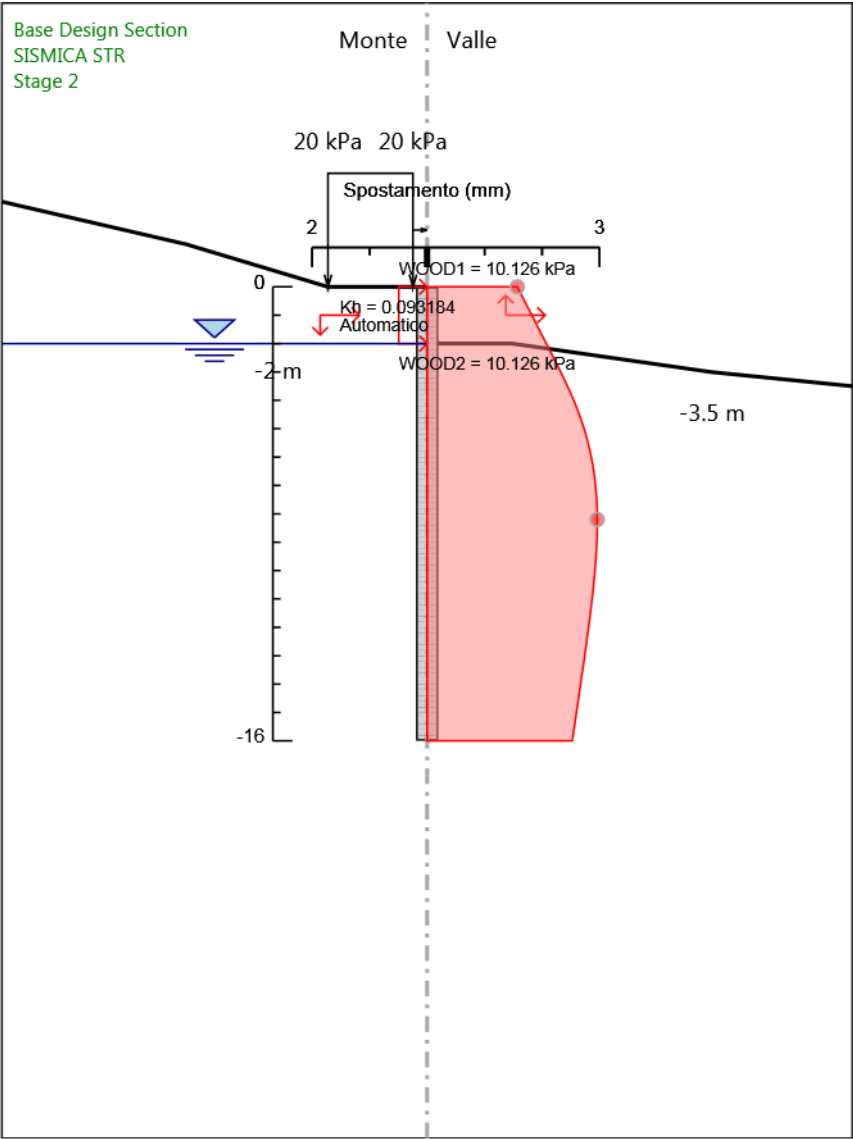 Base Design Section
SISMICA STR
Stage 2
Monte
Valle
20 kPa
20 kPa
Spostamento (mm)
2
3
WOOD1 = 10.126 kPa
0
Kh = 0.093184
Automatico
WOOD2 = 10.126 kPa
-2 m
-3.5 m
-16